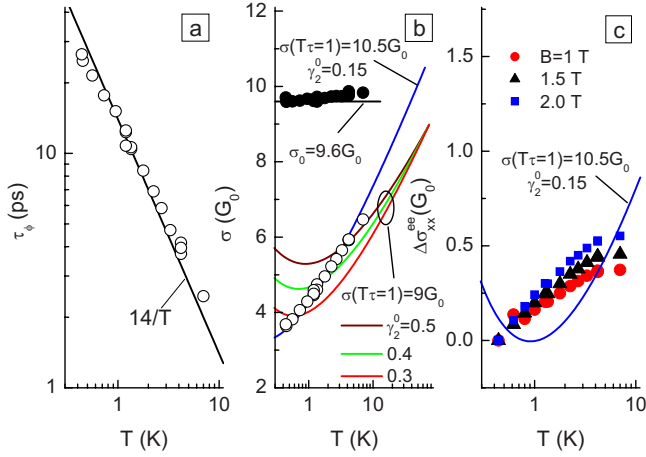 a
10
1
τϕ (ps)
14/T
1
10
T (K)
b
12
10
8
6
4
2
σ (G₀)
σ(Tτ=1)=10.5G₀
γ₂⁰=0.15
σ₀=9.6G₀
σ(Tτ=1)=9G₀
γ₂⁰=0.5
0.4
0.3
1
10
T (K)
c
1.5
1.0
0.5
0.0
Δσₓₓᵉᵉ(G₀)
B=1 T
1.5 T
2.0 T
σ(Tτ=1)=10.5G₀
γ₂⁰=0.15
1
10
T (K)